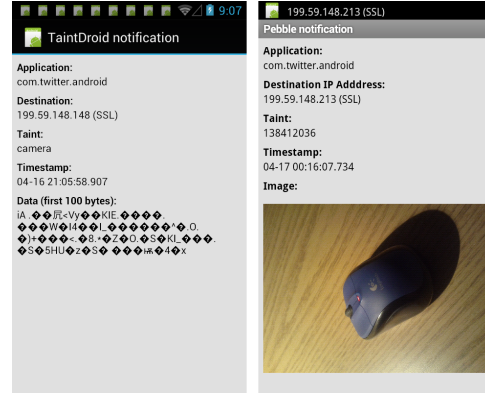 9:07
TaintDroid notification
Application:
com.twitter.android
Destination:
199.59.148.148 (SSL)
Taint:
camera
Timestamp:
04-16 21:05:58.907
Data (first 100 bytes):
199.59.148.213 (SSL)
Pebble notification
Application:
com.twitter.android
Destination IP Adddress:
199.59.148.213 (SSL)
Taint:
138412036
Timestamp:
04-17 00:16:07.734
Image: